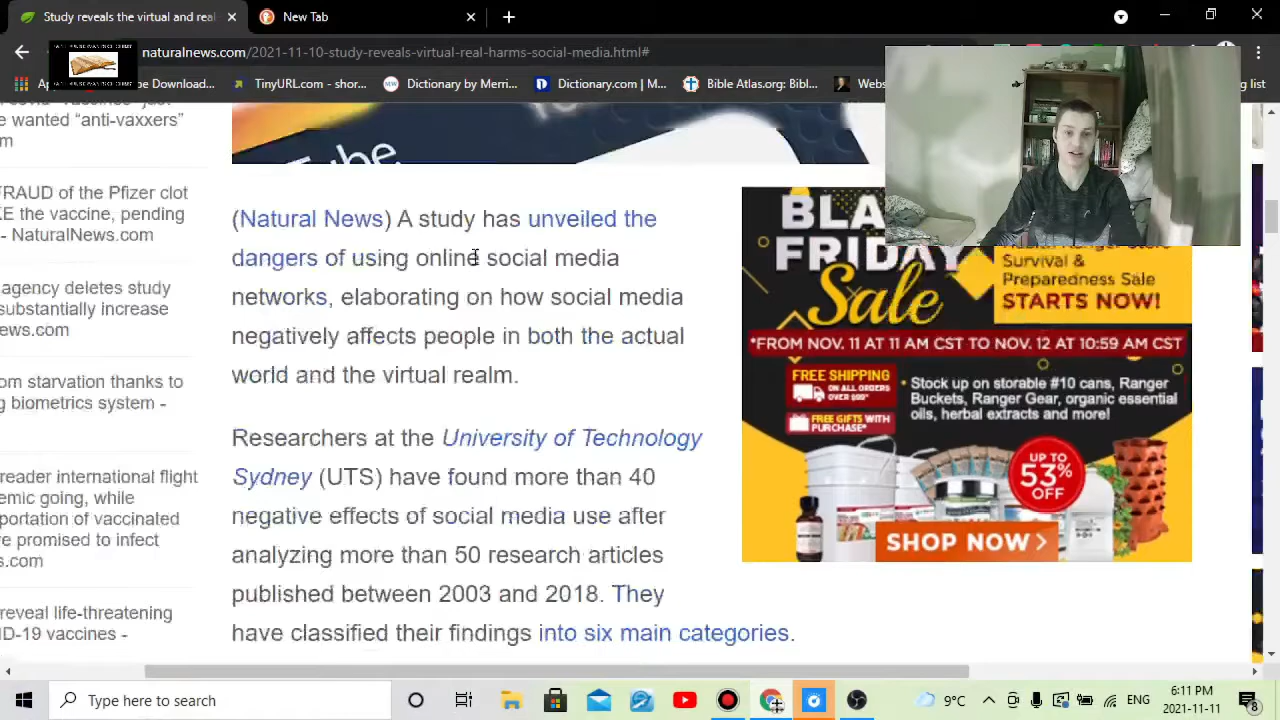 Study and real
New Tab
naturalnews.com/2021-11-10-study-reveals-virtual-real-harms-social-media.html#
TinyURL.com - shor...
Dictionary by Merri...
Dictionary.com | M...
wanted “anti-vaxxers”
FRAUD of the Pfizer clot
the vaccine, pending
- NaturalNews.com
agency deletes study
substantially increase
ews.com
om starvation thanks to
g biometrics system -
reader international flight
emic going, while
portation of vaccinated
promised to infect
s.com
reveal life-threatening
D-19 vaccines -
Tube
(Natural News) A study has unveiled the
dangers of using online social media
networks, elaborating on how social media
negatively affects people in both the actual
world and the virtual realm.
Researchers at the University of Technology
Sydney (UTS) have found more than 40
negative effects of social media use after
analyzing more than 50 research articles
published between 2003 and 2018. They
have classified their findings into six main categories.
BLA
FRIDAY
Sale
Survival &
Preparedness Sale
STARTS NOW!
*FROM NOV. 11 AT 11 AM CST TO NOV. 12 AT 10:59 AM CST
FREE SHIPPING
ON ALL ORDERS
OVER $99*
FREE GIFTS WITH
PURCHASE*
Stock up on storable #10 cans, Ranger
Buckets, Ranger Gear, organic essential
oils, herbal extracts and more!
UP TO
53%
OFF
SHOP NOW
Type here to search
9°C
ENG
6:11 PM
2021-11-11
8